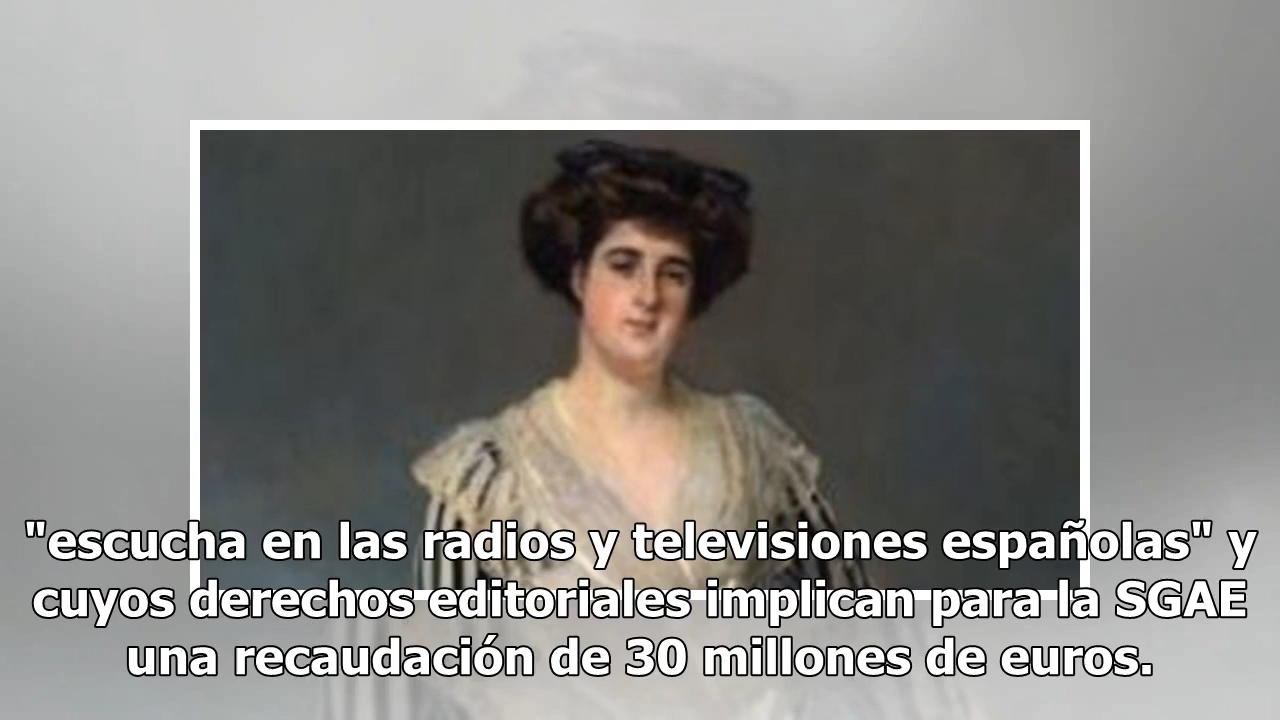 "escucha en las radios y televisiones españolas" y
cuyos derechos editoriales implican para la SGAE
una recaudación de 30 millones de euros.